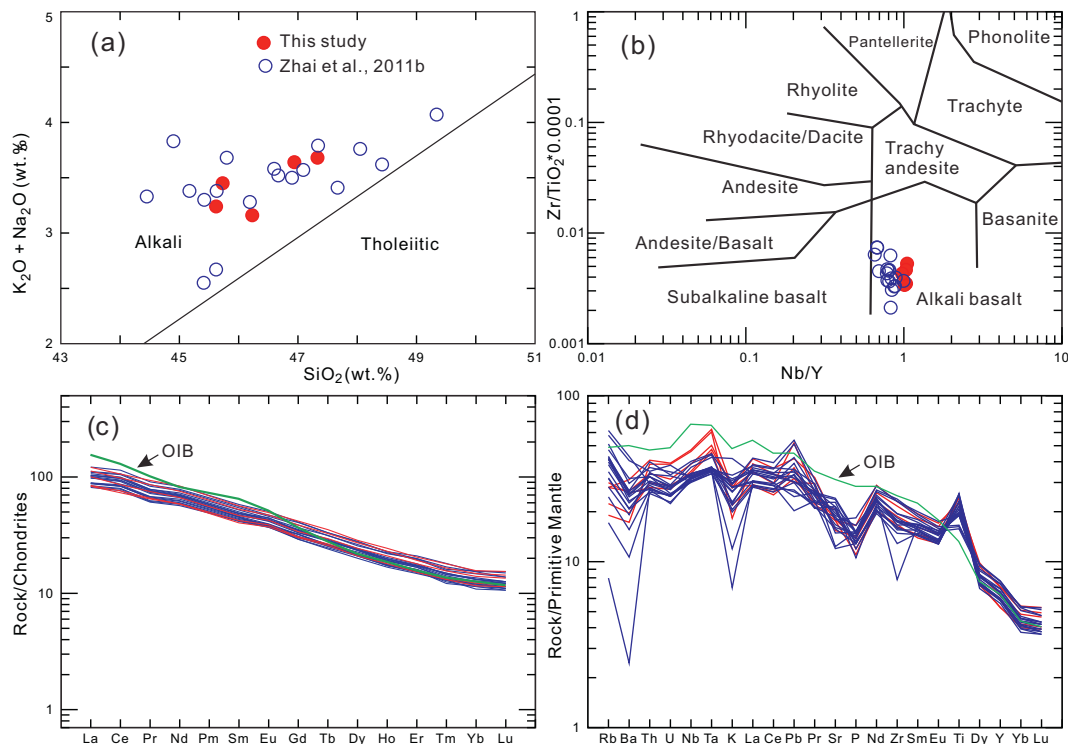 (a)
This study
Zhai et al., 2011b
Alkali
Tholeiitic
5
4
3
2
43
45
47
49
51
K2O + Na2O (wt.%)
SiO2 (wt.%)
(b)
Pantellerite
Phonolite
Rhyolite
Trachyte
Rhyodacite/Dacite
Trachy
andesite
Andesite
Basanite
Andesite/Basalt
Subalkaline basalt
Alkali basalt
1
0.1
0.01
0.001
0.01
0.1
1
10
Zr/TiO2*0.0001
Nb/Y
(c)
OIB
100
10
1
Rock/Chondrites
La Ce Pr Nd Pm Sm Eu Gd Tb Dy Ho Er Tm Yb Lu
(d)
OIB
100
10
1
Rock/Primitive Mantle
Rb Ba Th U Nb Ta K La Ce Pb Pr Sr P Nd Zr Sm Eu Ti Dy Y Yb Lu